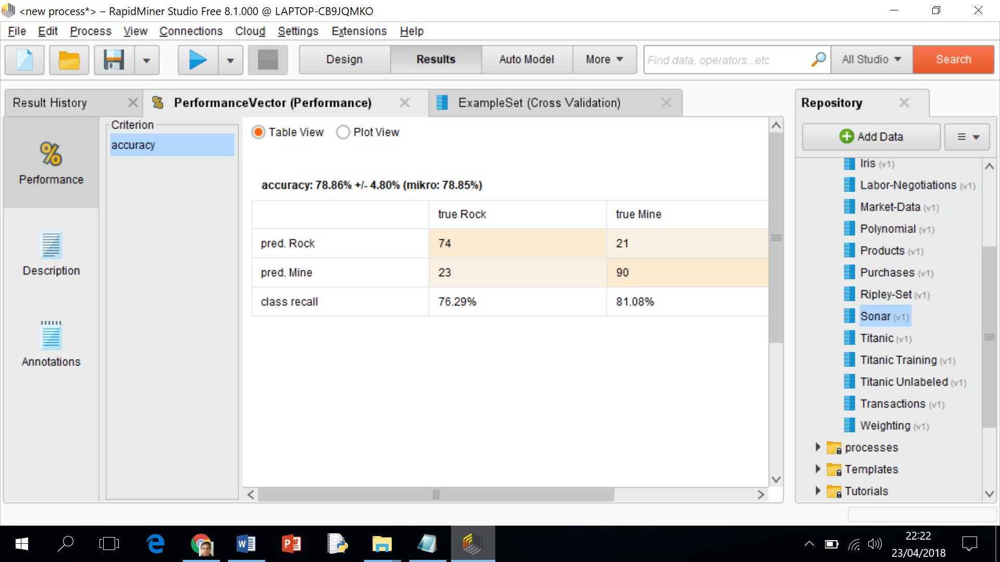 <new process*> – RapidMiner Studio Free 8.1.000 @ LAPTOP-CB9JQMKO
File Edit Process View Connections Cloud Settings Extensions Help
Design Results Auto Model More Find data, operators...etc All Studio Search
Result History PerformanceVector (Performance) ExampleSet (Cross Validation)
Performance
Description
Annotations
Criterion
accuracy
Table View Plot View
accuracy: 78.86% +/- 4.80% (mikro: 78.85%)
true Rock true Mine
pred. Rock 74 21
pred. Mine 23 90
class recall 76.29% 81.08%
Repository
Add Data
Iris (v1)
Labor-Negotiations (v1)
Market-Data (v1)
Polynomial (v1)
Products (v1)
Purchases (v1)
Ripley-Set (v1)
Sonar (v1)
Titanic (v1)
Titanic Training (v1)
Titanic Unlabeled (v1)
Transactions (v1)
Weighting (v1)
processes
Templates
Tutorials
22:22
23/04/2018